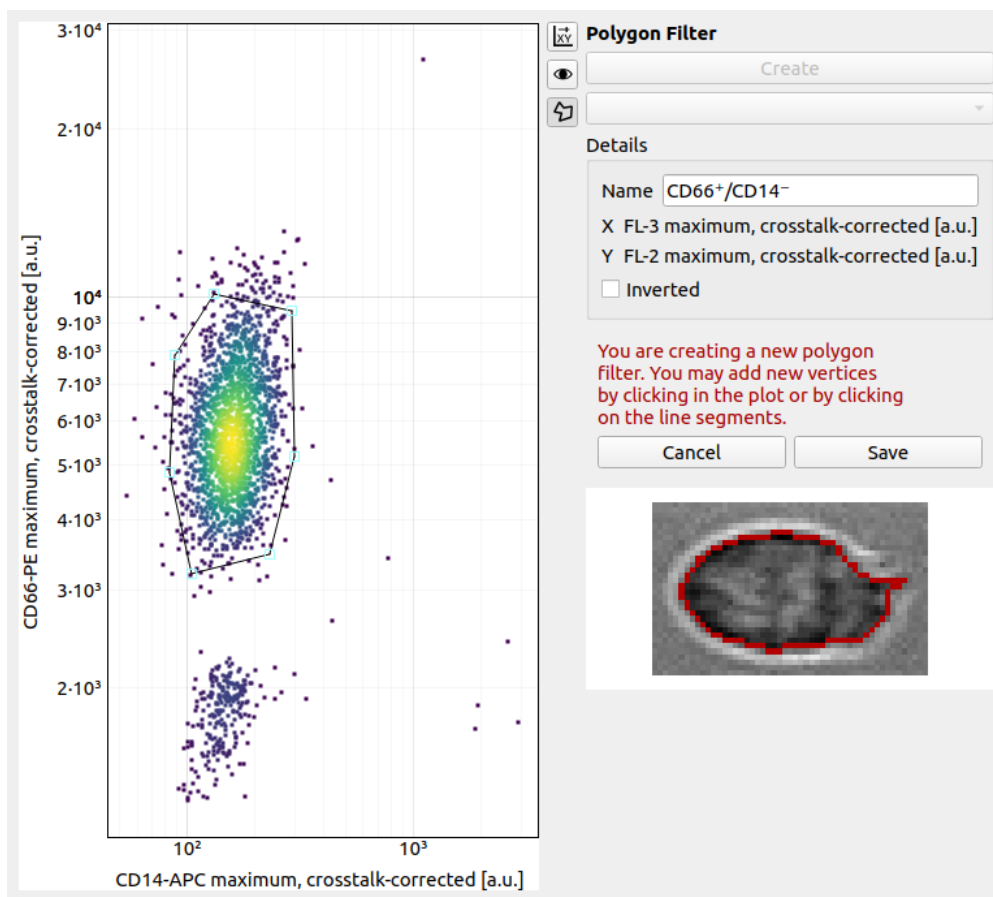 3·10⁴
2·10⁴
10⁴
9·10³
8·10³
7·10³
6·10³
5·10³
4·10³
3·10³
2·10³
CD66-PE maximum, crosstalk-corrected [a.u.]
10² 10³
CD14-APC maximum, crosstalk-corrected [a.u.]
XY
Polygon Filter
Create
Details
Name CD66⁺/CD14⁻
X FL-3 maximum, crosstalk-corrected [a.u.]
Y FL-2 maximum, crosstalk-corrected [a.u.]
Inverted
You are creating a new polygon
filter. You may add new vertices
by clicking in the plot or by clicking
on the line segments.
Cancel Save